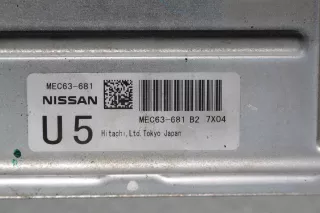 MEC63-681
NISSAN
MEC63-681 B2 7X04
U5
Hitachi,Ltd.Tokyo Japan